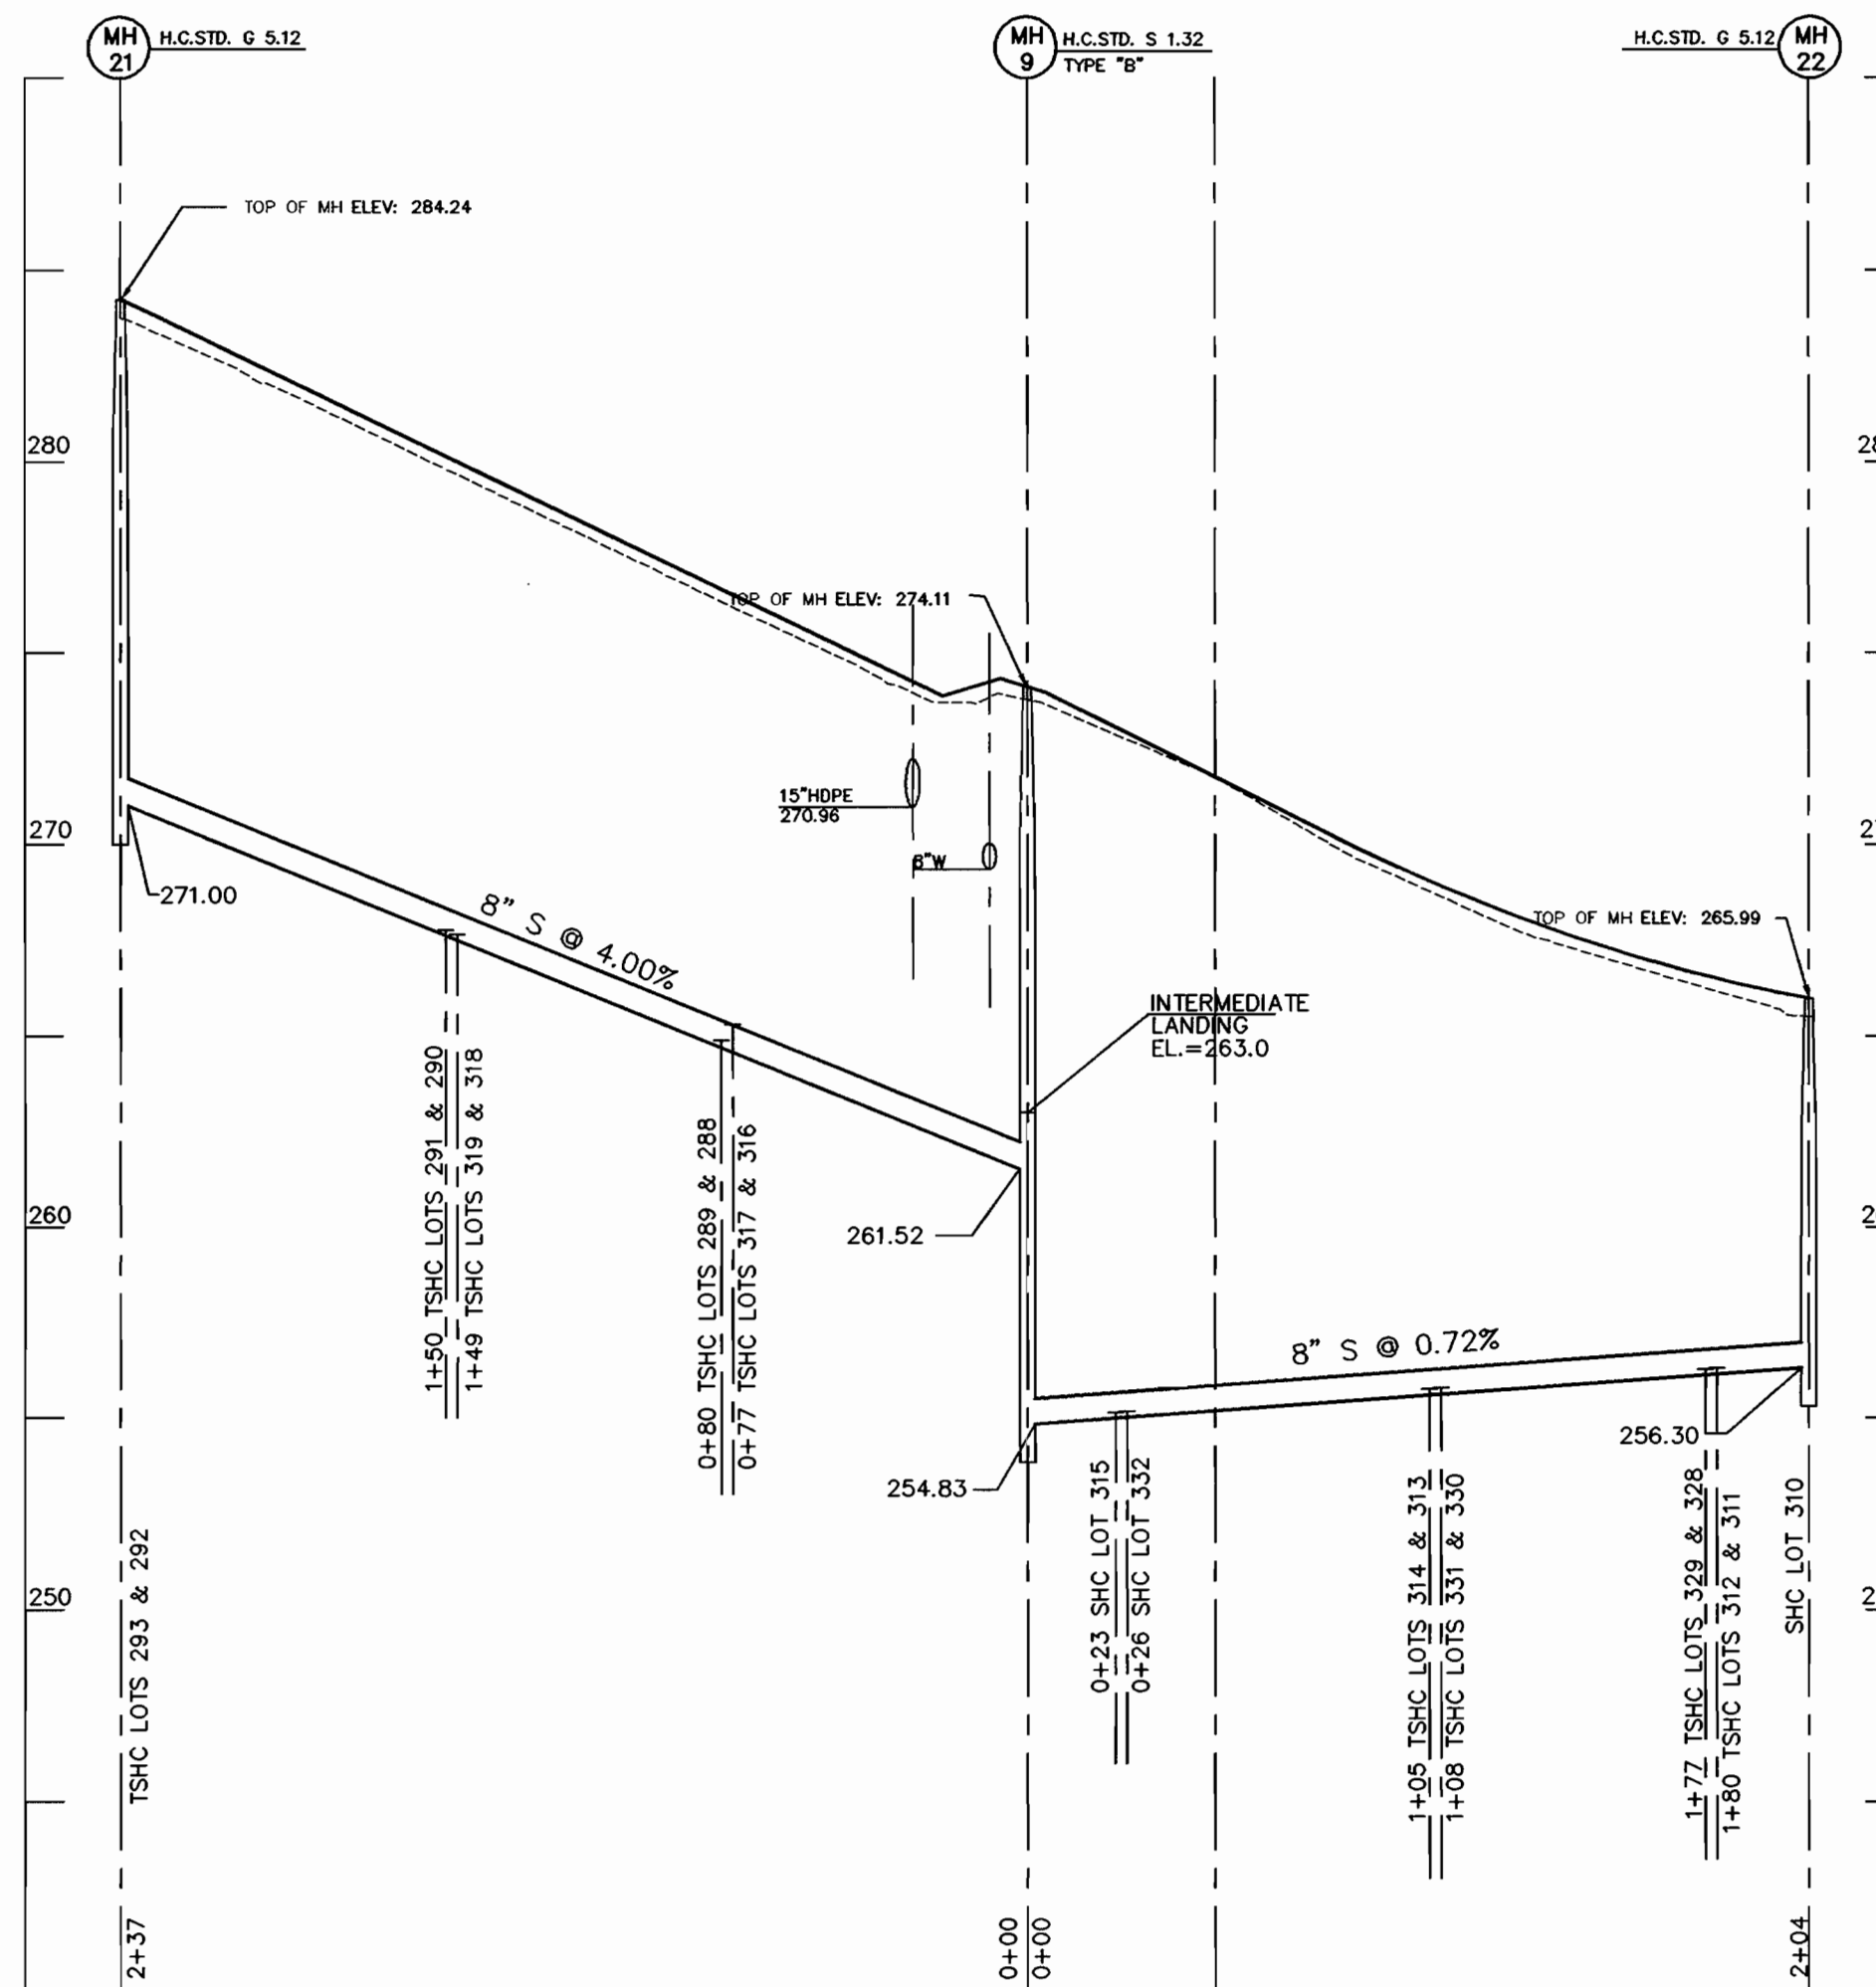 MH
21
H.C.STD. G 5.12
MH
9
H.C.STD. S 1.32
TYPE "B"
H.C.STD. G 5.12
MH
22
TOP OF MH ELEV: 284.24
280
TOP OF MH ELEV: 274.11
15"HDPE
270.96
270
271.00
8" S @ 4.00%
TOP OF MH ELEV: 265.99
INTERMEDIATE
LANDING
EL.=263.0
1+50 TSHC LOTS 291 & 290
1+49 TSHC LOTS 319 & 318
0+80 TSHC LOTS 289 & 288
0+77 TSHC LOTS 317 & 316
260
261.52
8" S @ 0.72%
254.83
256.30
0+23 SHC LOT 315
0+26 SHC LOT 332
1+05 TSHC LOTS 314 & 313
1+08 TSHC LOTS 331 & 330
1+77 TSHC LOTS 329 & 328
1+80 TSHC LOTS 312 & 311
SHC LOT 310
250
TSHC LOTS 293 & 292
2+37
0+00
0+00
2+04